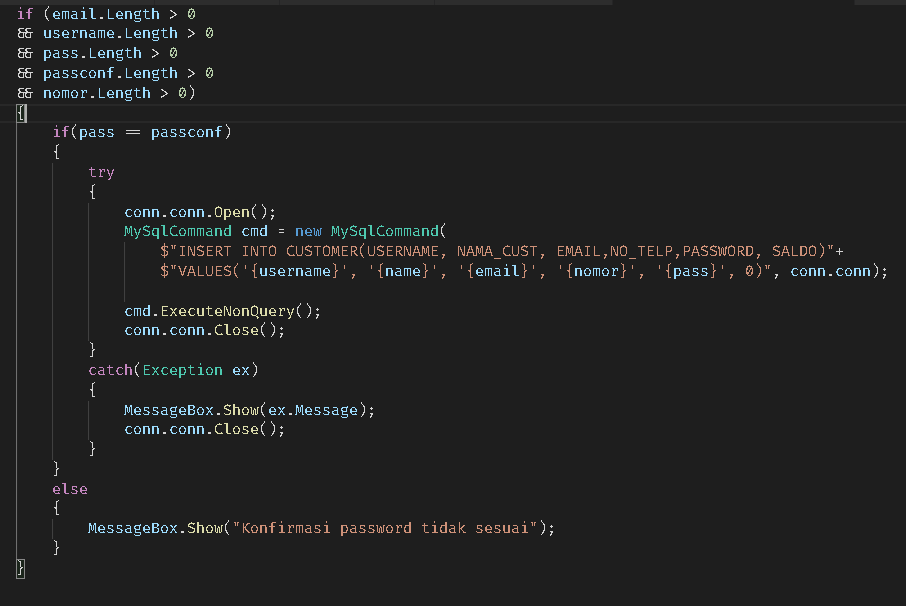 if (email.Length > 0
&& username.Length > 0
&& pass.Length > 0
&& passconf.Length > 0
&& nomor.Length > 0)
{
if(pass == passconf)
{
try
{
conn.conn.Open();
MySqlCommand cmd = new MySqlCommand(
$"INSERT INTO CUSTOMER(USERNAME, NAMA_CUST, EMAIL,NO_TELP,PASSWORD, SALDO)"+
$"VALUES('{username}', '{name}', '{email}', '{nomor}', '{pass}', 0)", conn.conn);
cmd.ExecuteNonQuery();
conn.conn.Close();
}
catch(Exception ex)
{
MessageBox.Show(ex.Message);
conn.conn.Close();
}
}
else
{
MessageBox.Show("Konfirmasi password tidak sesuai");
}
}